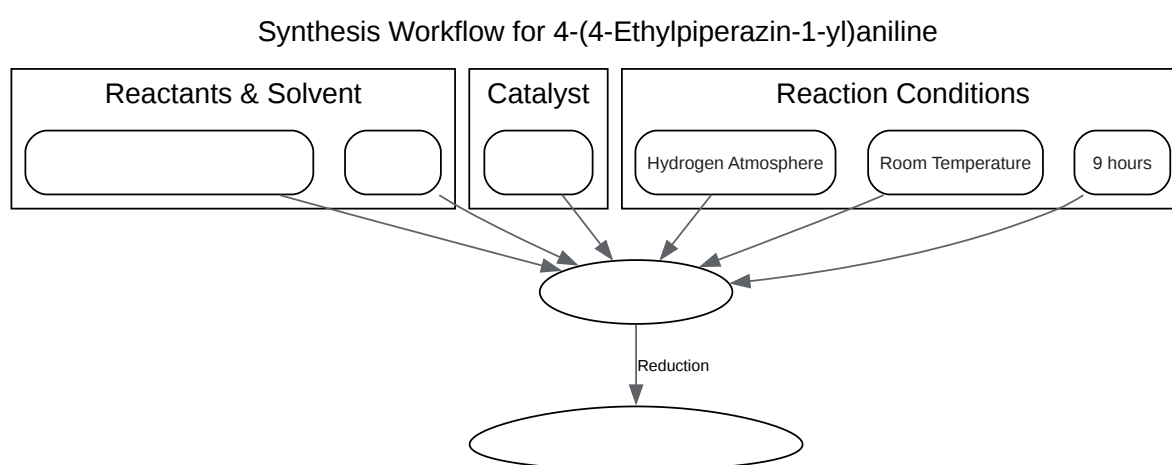 Synthesis Workflow for 4-(4-Ethylpiperazin-1-yl)aniline
Reactants & Solvent
Catalyst
Reaction Conditions
Hydrogen Atmosphere
Room Temperature
9 hours
Reduction